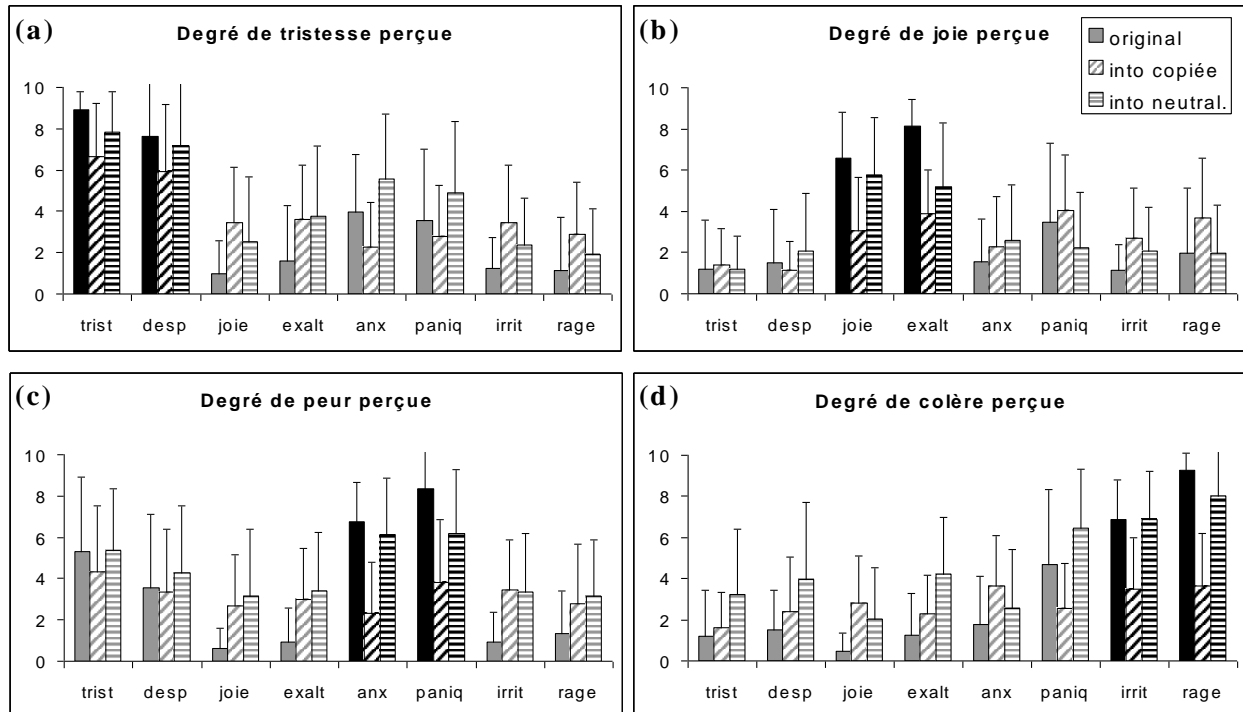 (a)
Degré de tristesse perçue
10
8
6
4
2
0
trist desp joie exalt anx paniq irrit rage
(b)
Degré de joie perçue
original
into copiée
into neutral.
10
8
6
4
2
0
trist desp joie exalt anx paniq irrit rage
(c)
Degré de peur perçue
10
8
6
4
2
0
trist desp joie exalt anx paniq irrit rage
(d)
Degré de colère perçue
10
8
6
4
2
0
trist desp joie exalt anx paniq irrit rage